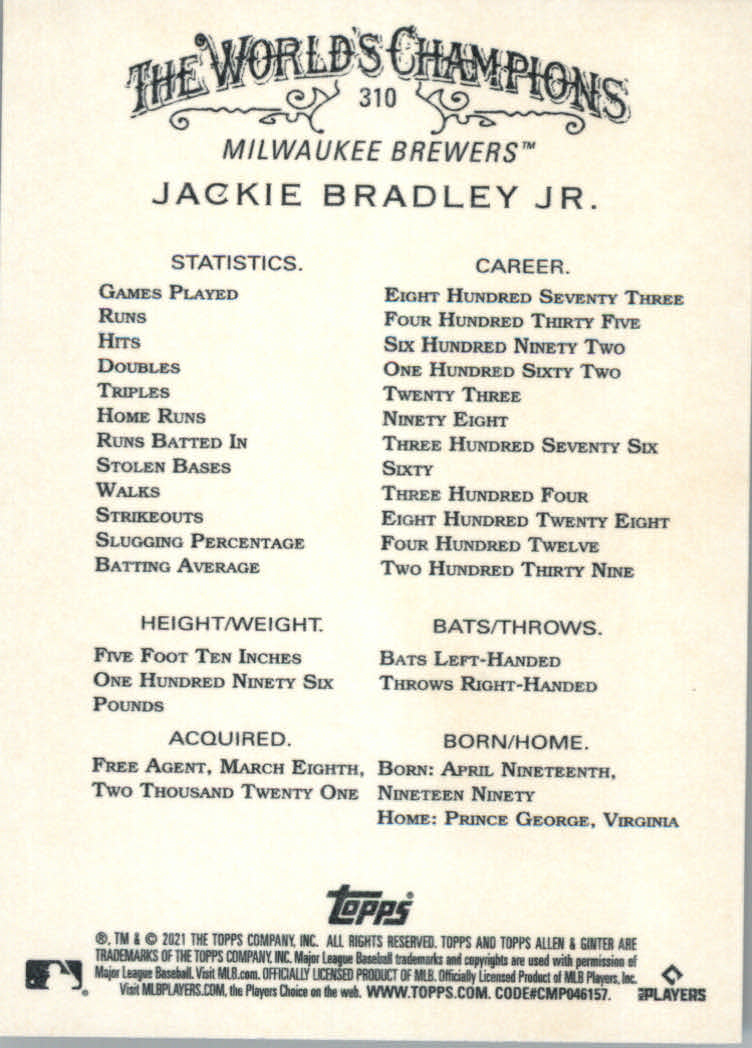 THE WORLD'S CHAMPIONS
310
MILWAUKEE BREWERS™
JACKIE BRADLEY JR.
STATISTICS.
CAREER.
GAMES PLAYED EIGHT HUNDRED SEVENTY THREE
RUNS FOUR HUNDRED THIRTY FIVE
HITS SIX HUNDRED NINETY TWO
DOUBLES ONE HUNDRED SIXTY TWO
TRIPLES TWENTY THREE
HOME RUNS NINETY EIGHT
RUNS BATTED IN THREE HUNDRED SEVENTY SIX
STOLEN BASES SIXTY
WALKS THREE HUNDRED FOUR
STRIKEOUTS EIGHT HUNDRED TWENTY EIGHT
SLUGGING PERCENTAGE FOUR HUNDRED TWELVE
BATTING AVERAGE TWO HUNDRED THIRTY NINE
HEIGHT/WEIGHT.
FIVE FOOT TEN INCHES
ONE HUNDRED NINETY SIX
POUNDS
BATS/THROWS.
BATS LEFT-HANDED
THROWS RIGHT-HANDED
ACQUIRED.
FREE AGENT, MARCH EIGHTH,
TWO THOUSAND TWENTY ONE
BORN/HOME.
BORN: APRIL NINETEENTH,
NINETEEN NINETY
HOME: PRINCE GEORGE, VIRGINIA
Topps®
®, TM & © 2021 THE TOPPS COMPANY, INC. ALL RIGHTS RESERVED. TOPPS AND TOPPS ALLEN & GINTER ARE
TRADEMARKS OF THE TOPPS COMPANY, INC. Major League Baseball trademarks and copyrights are used with permission of
Major League Baseball. Visit MLB.com. OFFICIALLY LICENSED PRODUCT OF MLB. Officially Licensed Product of MLB Players, Inc.
Visit MLBPLAYERS.COM, the Players Choice on the web. WWW.TOPPS.COM. CODE#CMP046157.
MLBPLAYERS